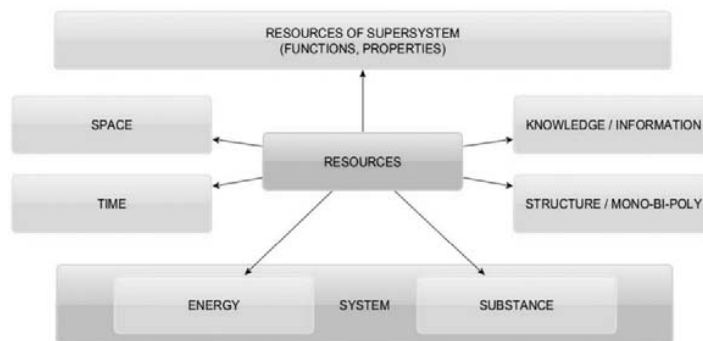 RESOURCES OF SUPERSYSTEM
(FUNCTIONS, PROPERTIES)
SPACE
KNOWLEDGE / INFORMATION
RESOURCES
TIME
STRUCTURE / MONO-BI-POLY
ENERGY
SYSTEM
SUBSTANCE